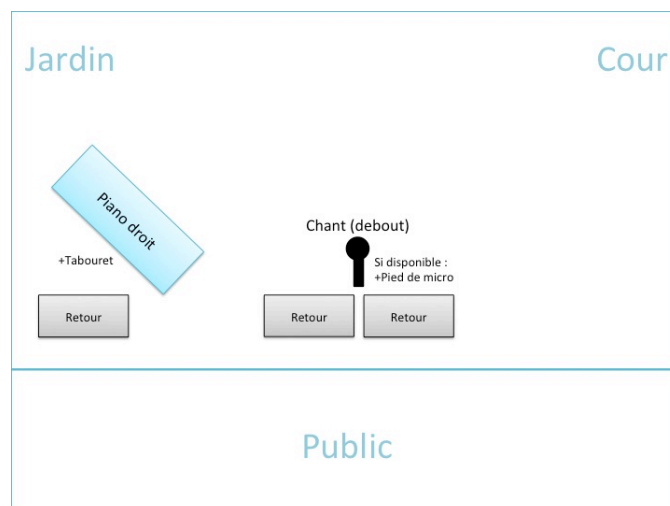 Jardin
Cour
Piano droit
+Tabouret
Chant (debout)
Si disponible :
+Pied de micro
Retour
Retour
Retour
Public